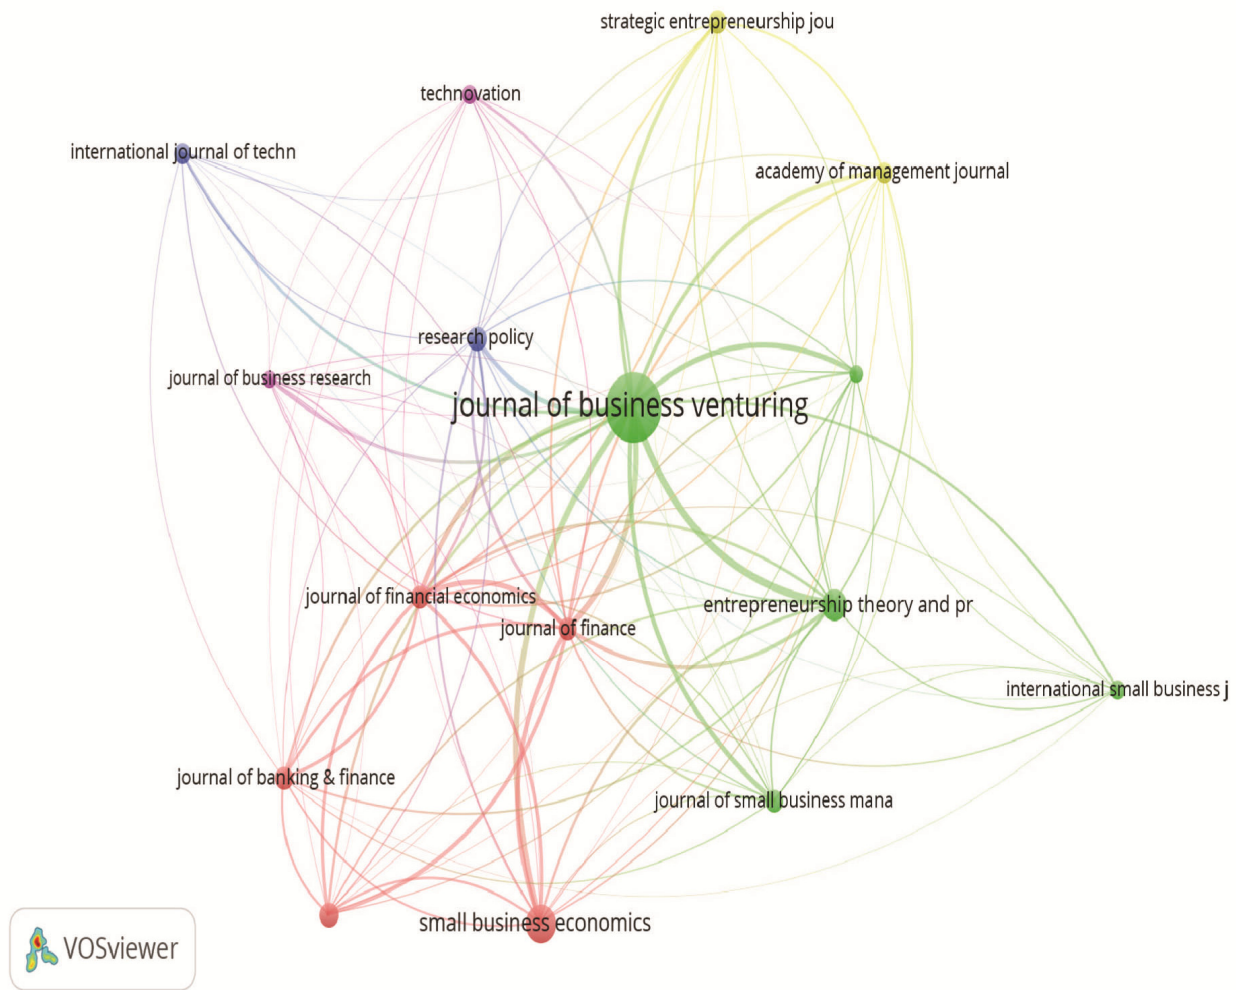 strategic entrepreneurship jou
technovation
international journal of techn
academy of management journal
research policy
journal of business research
journal of business venturing
journal of financial economics
entrepreneurship theory and pr
journal of finance
international small business j
journal of banking & finance
journal of small business mana
small business economics
VOSviewer